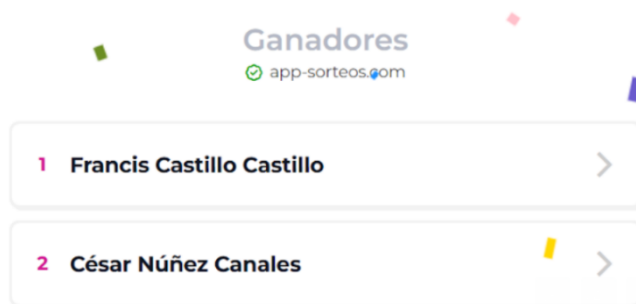 Ganadores
app-sorteos.com
1 Francis Castillo Castillo
2 César Núñez Canales